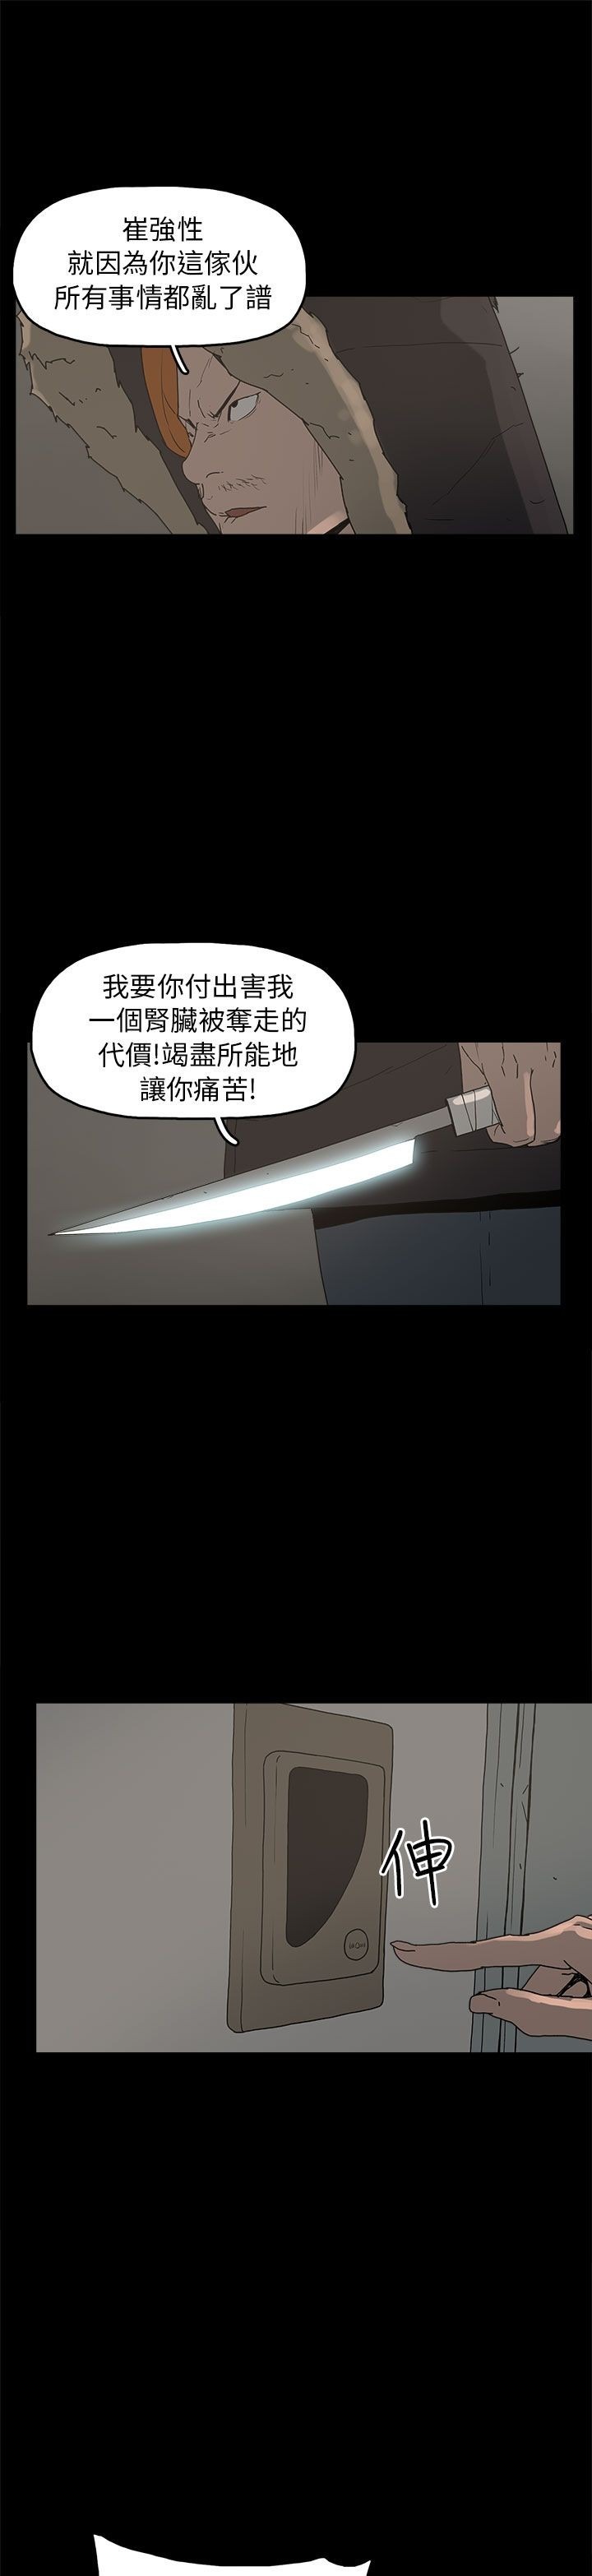 崔強性
就因為你這傢伙
所有事情都亂了譜
我要你付出害我
一個腎臟被奪走的
代價!竭盡所能地
讓你痛苦!
伸